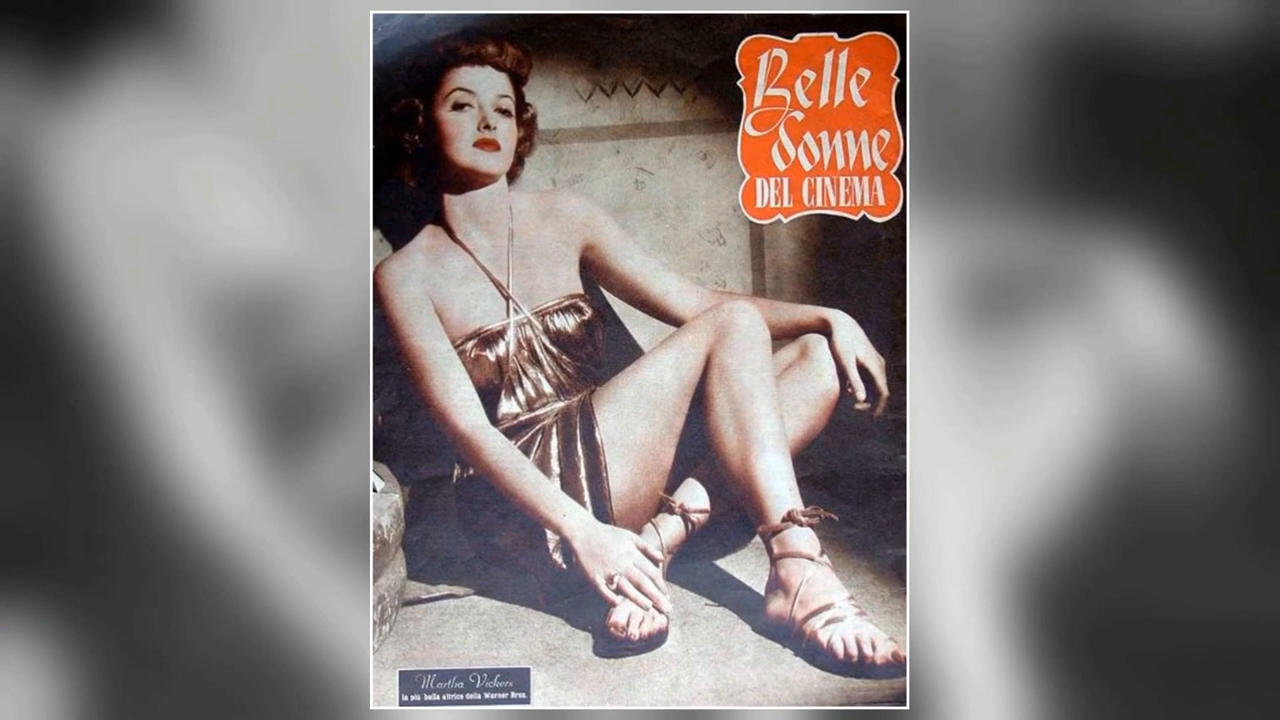 Belle
donne
DEL CINEMA
Martha Vickers
la più bella attrice della Warner Bros.